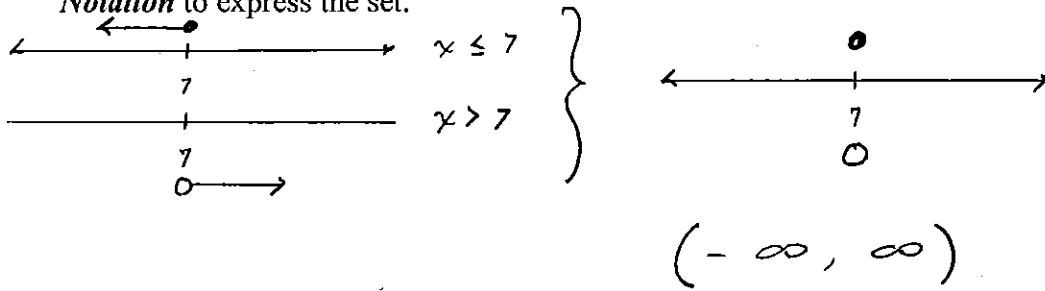 Notation to express the set.
x ≤ 7
7
x > 7
7
7
(- ∞, ∞)